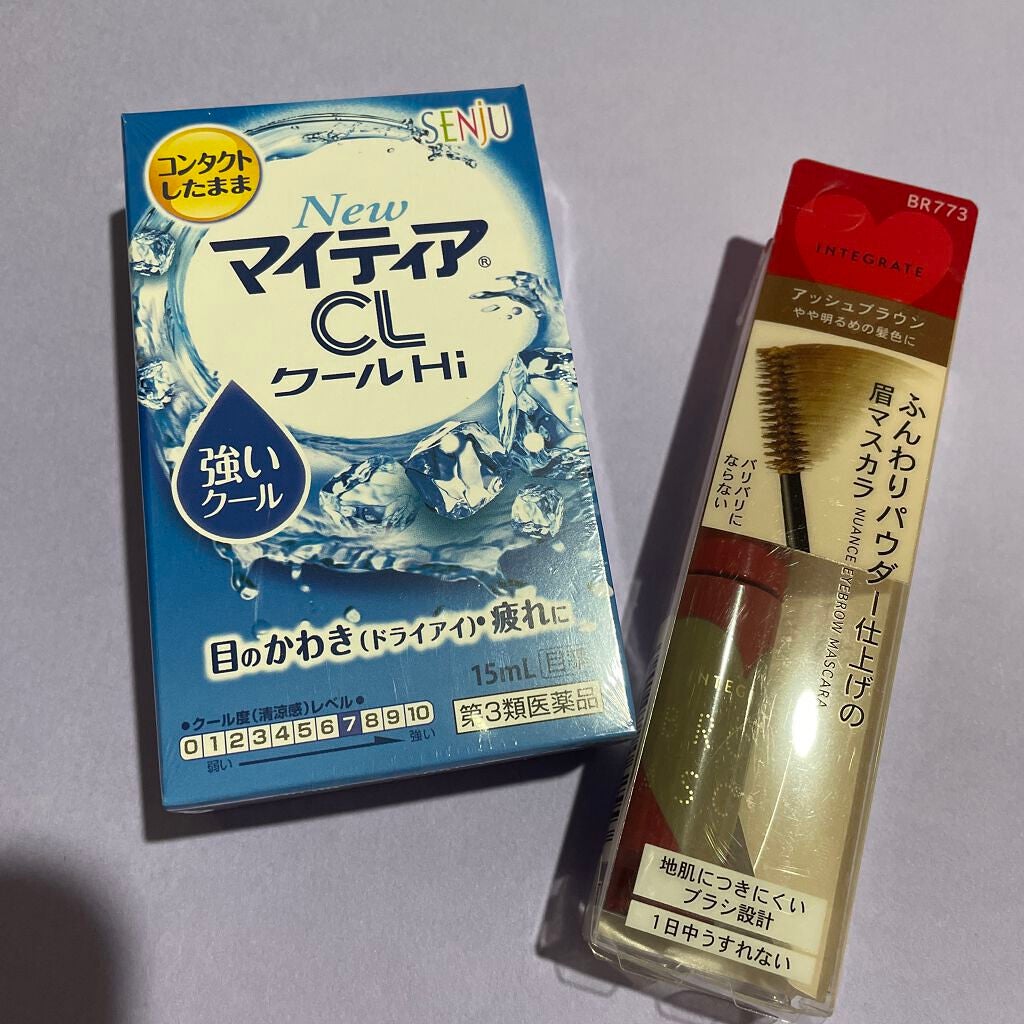 SENJU
コンタクト
したまま
New
マイティア®
CL
クールHi
強い
クール
目のかわき(ドライアイ)・疲れに
15mL 目薬
第3類医薬品
•クール度(清涼感)レベル•
0 1 2 3 4 5 6 7 8 9 10
弱い 強い
BR773
INTEGRATE
アッシュブラウン
やや明るめの髪色に
ふんわりパウダー仕上げの
眉マスカラ NUANCE EYEBROW MASCARA
バリバリに
ならない
INTEG
地肌につきにくい
ブラシ設計
1日中うすれない